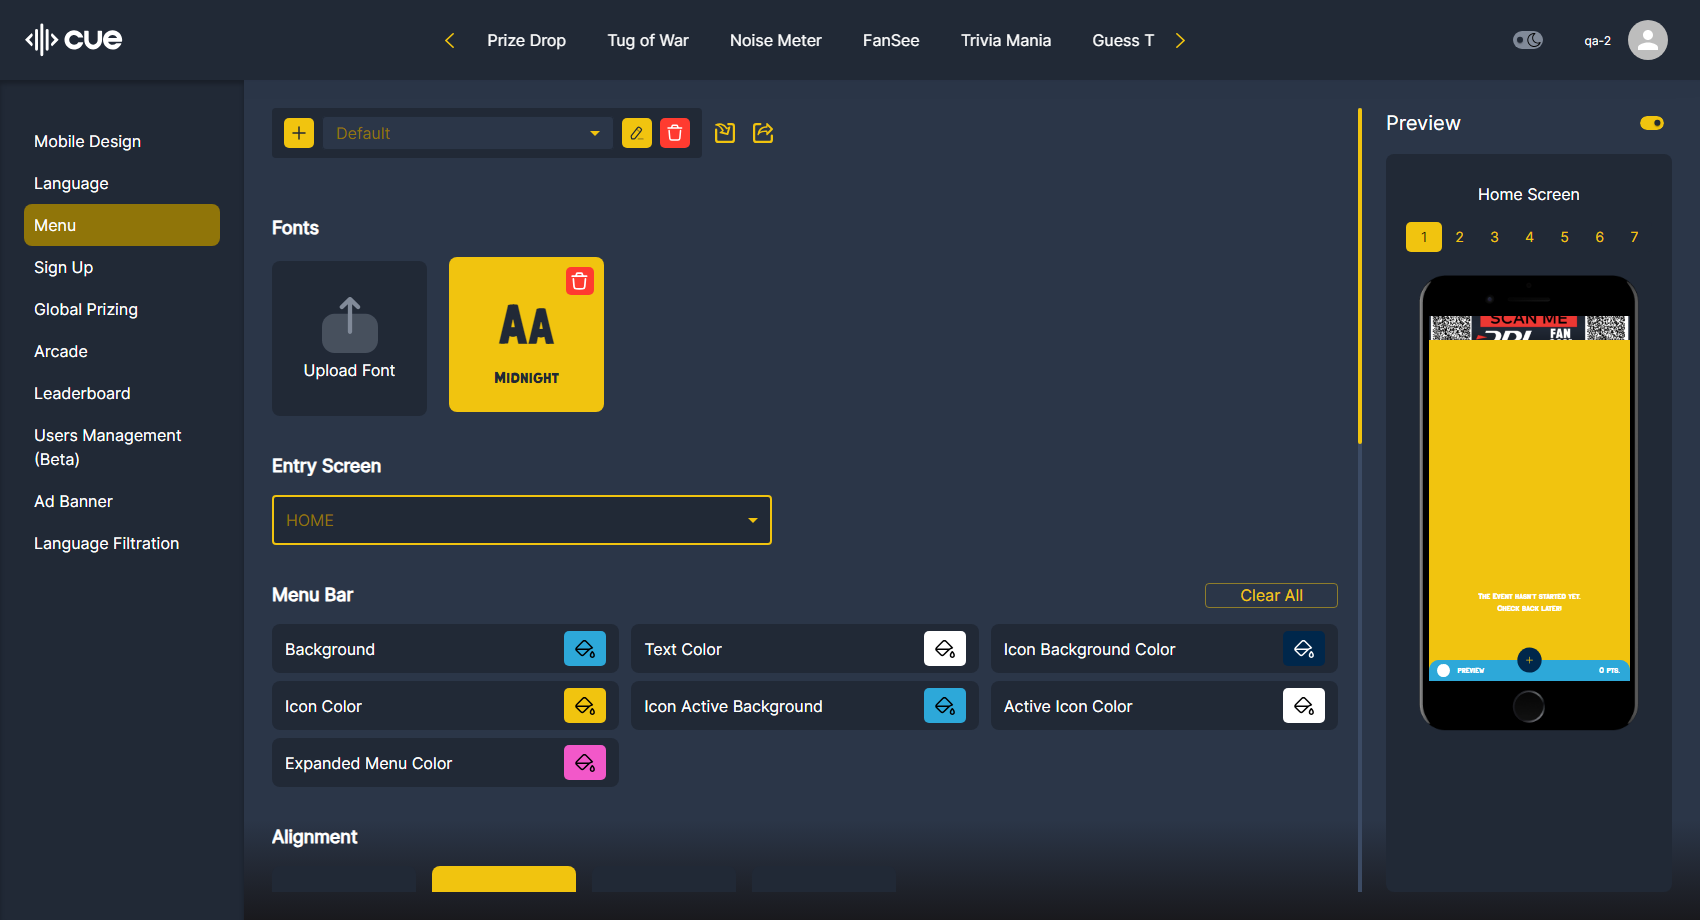 cue
Prize Drop
Tug of War
Noise Meter
FanSee
Trivia Mania
Guess T
qa-2
Mobile Design
Language
Menu
Sign Up
Global Prizing
Arcade
Leaderboard
Users Management
(Beta)
Ad Banner
Language Filtration
Default
Fonts
Upload Font
AA
MIDNIGHT
Entry Screen
HOME
Menu Bar
Clear All
Background
Text Color
Icon Background Color
Icon Color
Icon Active Background
Active Icon Color
Expanded Menu Color
Alignment
Preview
Home Screen
1 2 3 4 5 6 7
SCAN ME
FAN
THE EVENT HASN'T STARTED YET.
CHECK BACK LATER!
PREVIEW
0 PTS.